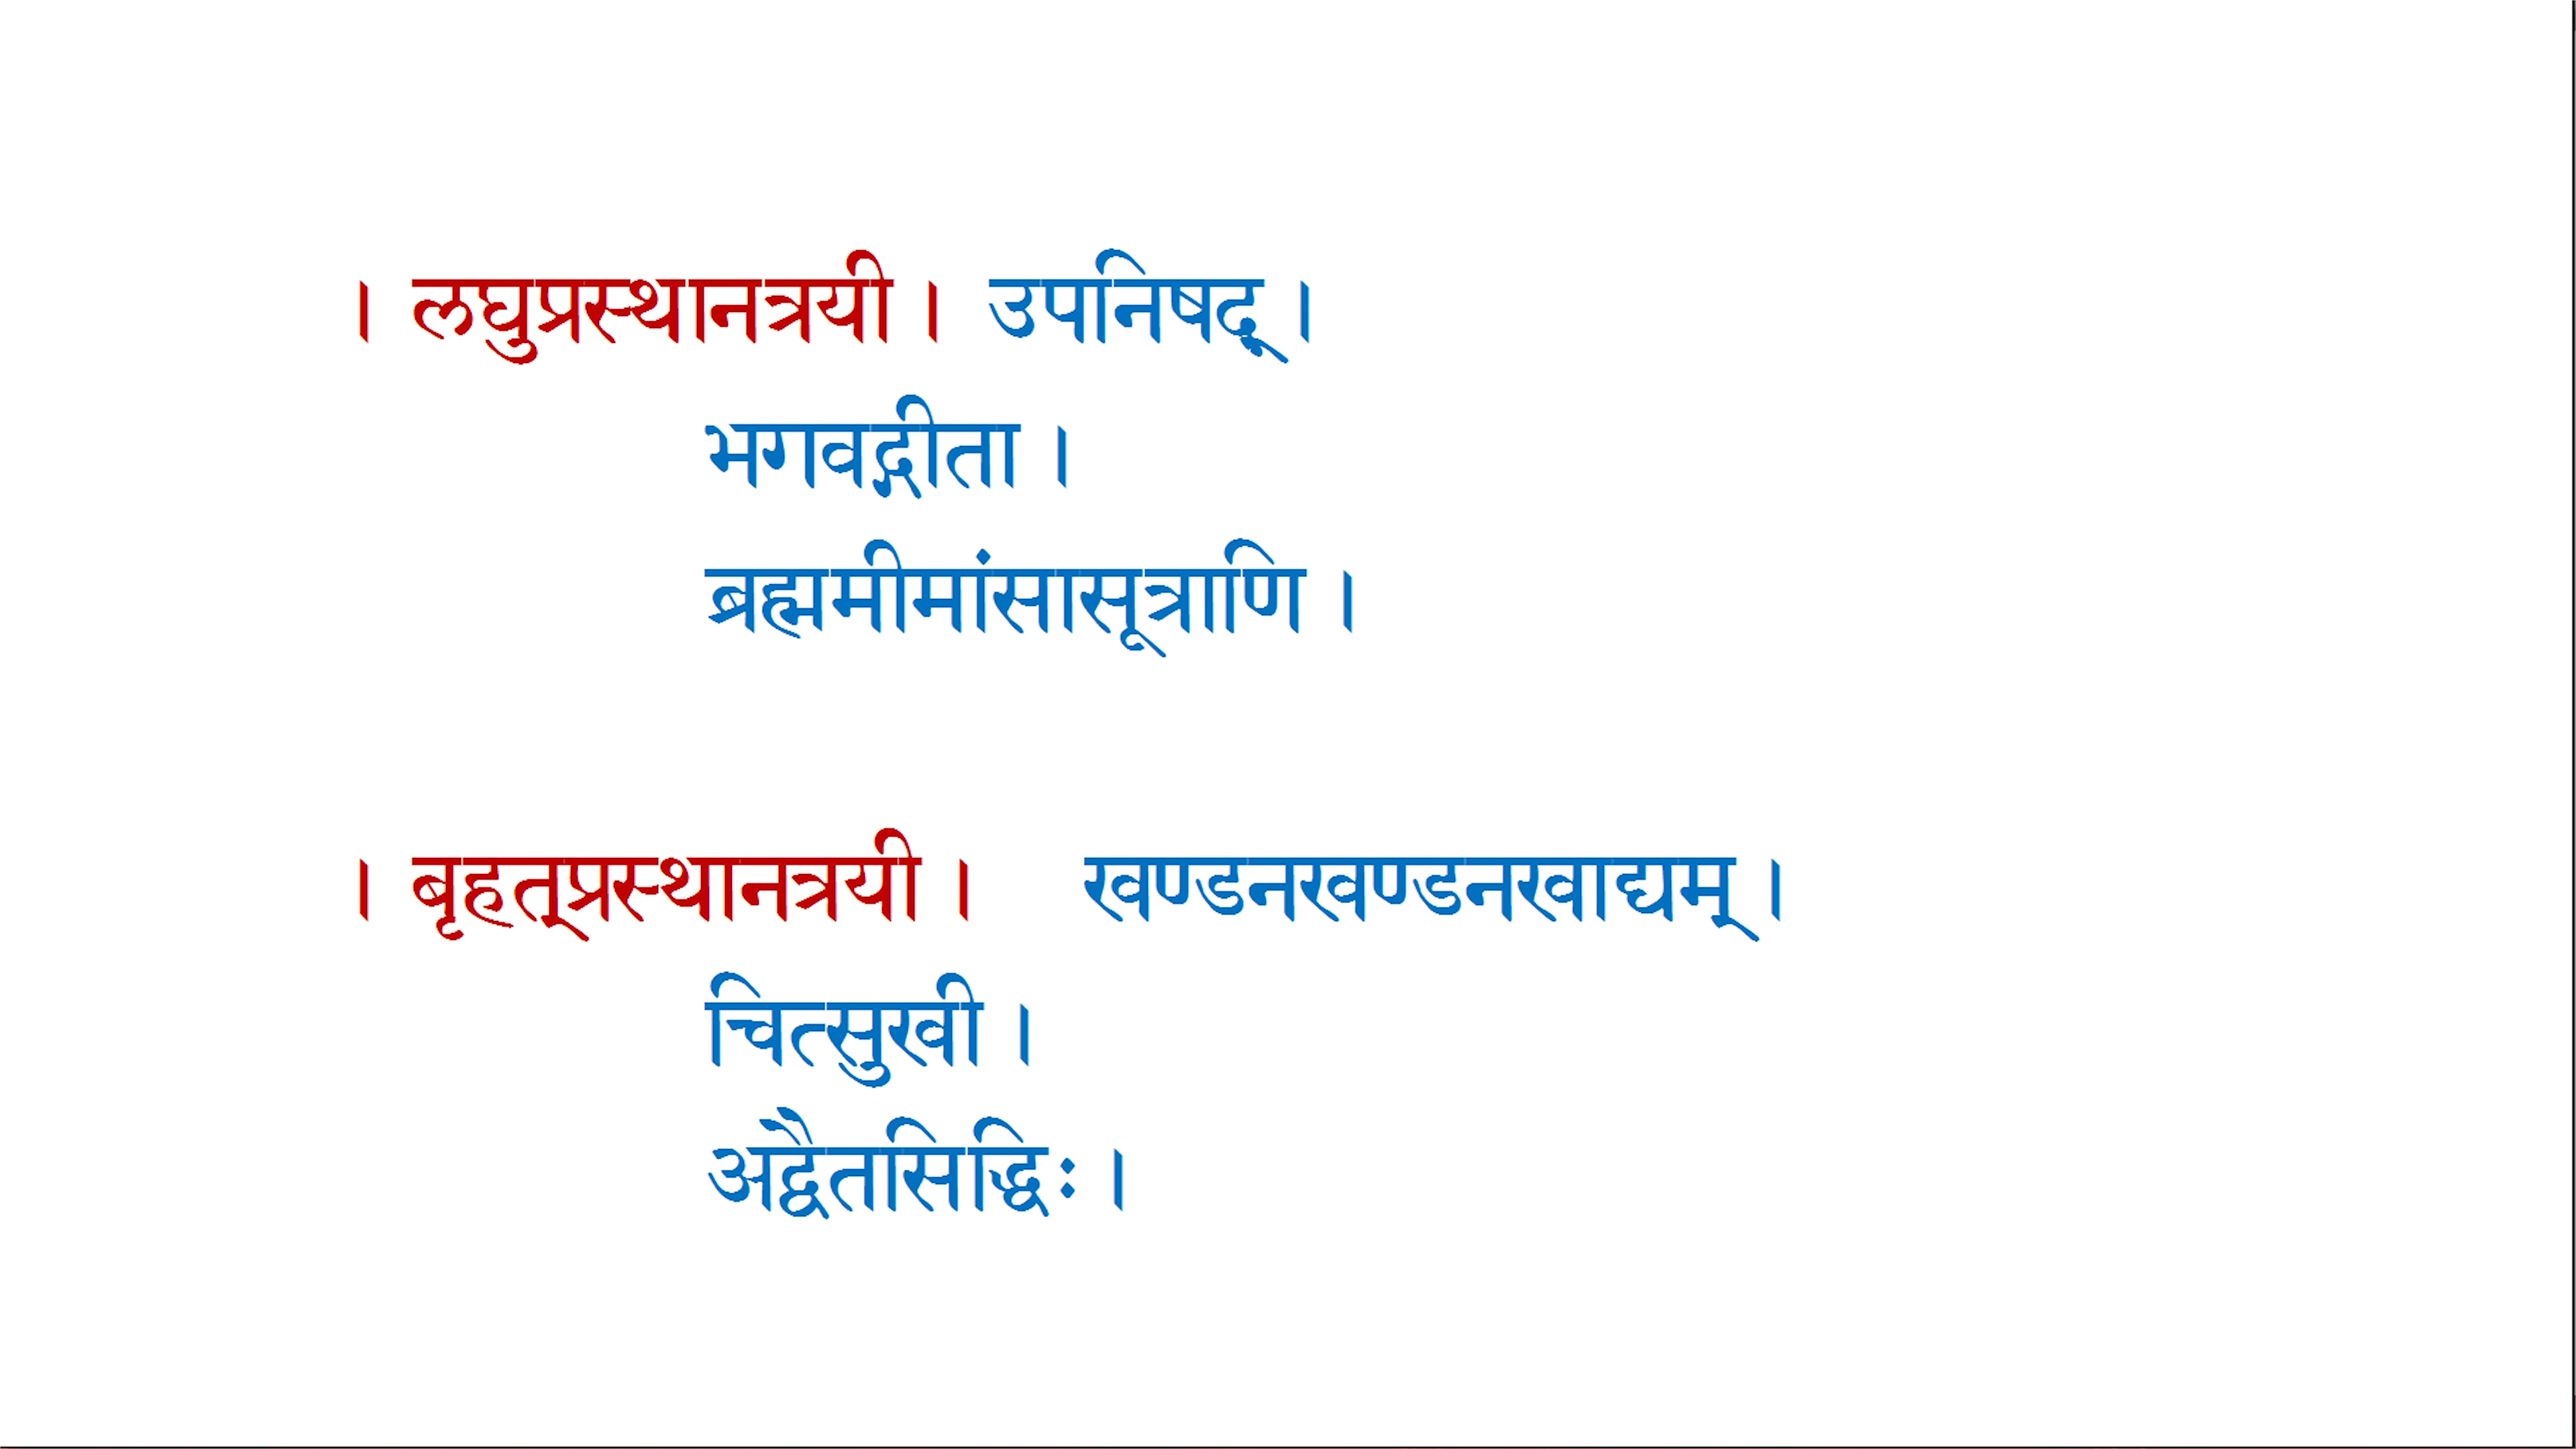 । लघुप्रस्थानत्रयी । उपनिषद् ।
भगवद्गीता ।
ब्रह्ममीमांसासूत्राणि ।
। बृहत्प्रस्थानत्रयी । खण्डनखण्डनखाद्यम् ।
चित्सुखी ।
अद्वैतसिद्धिः ।